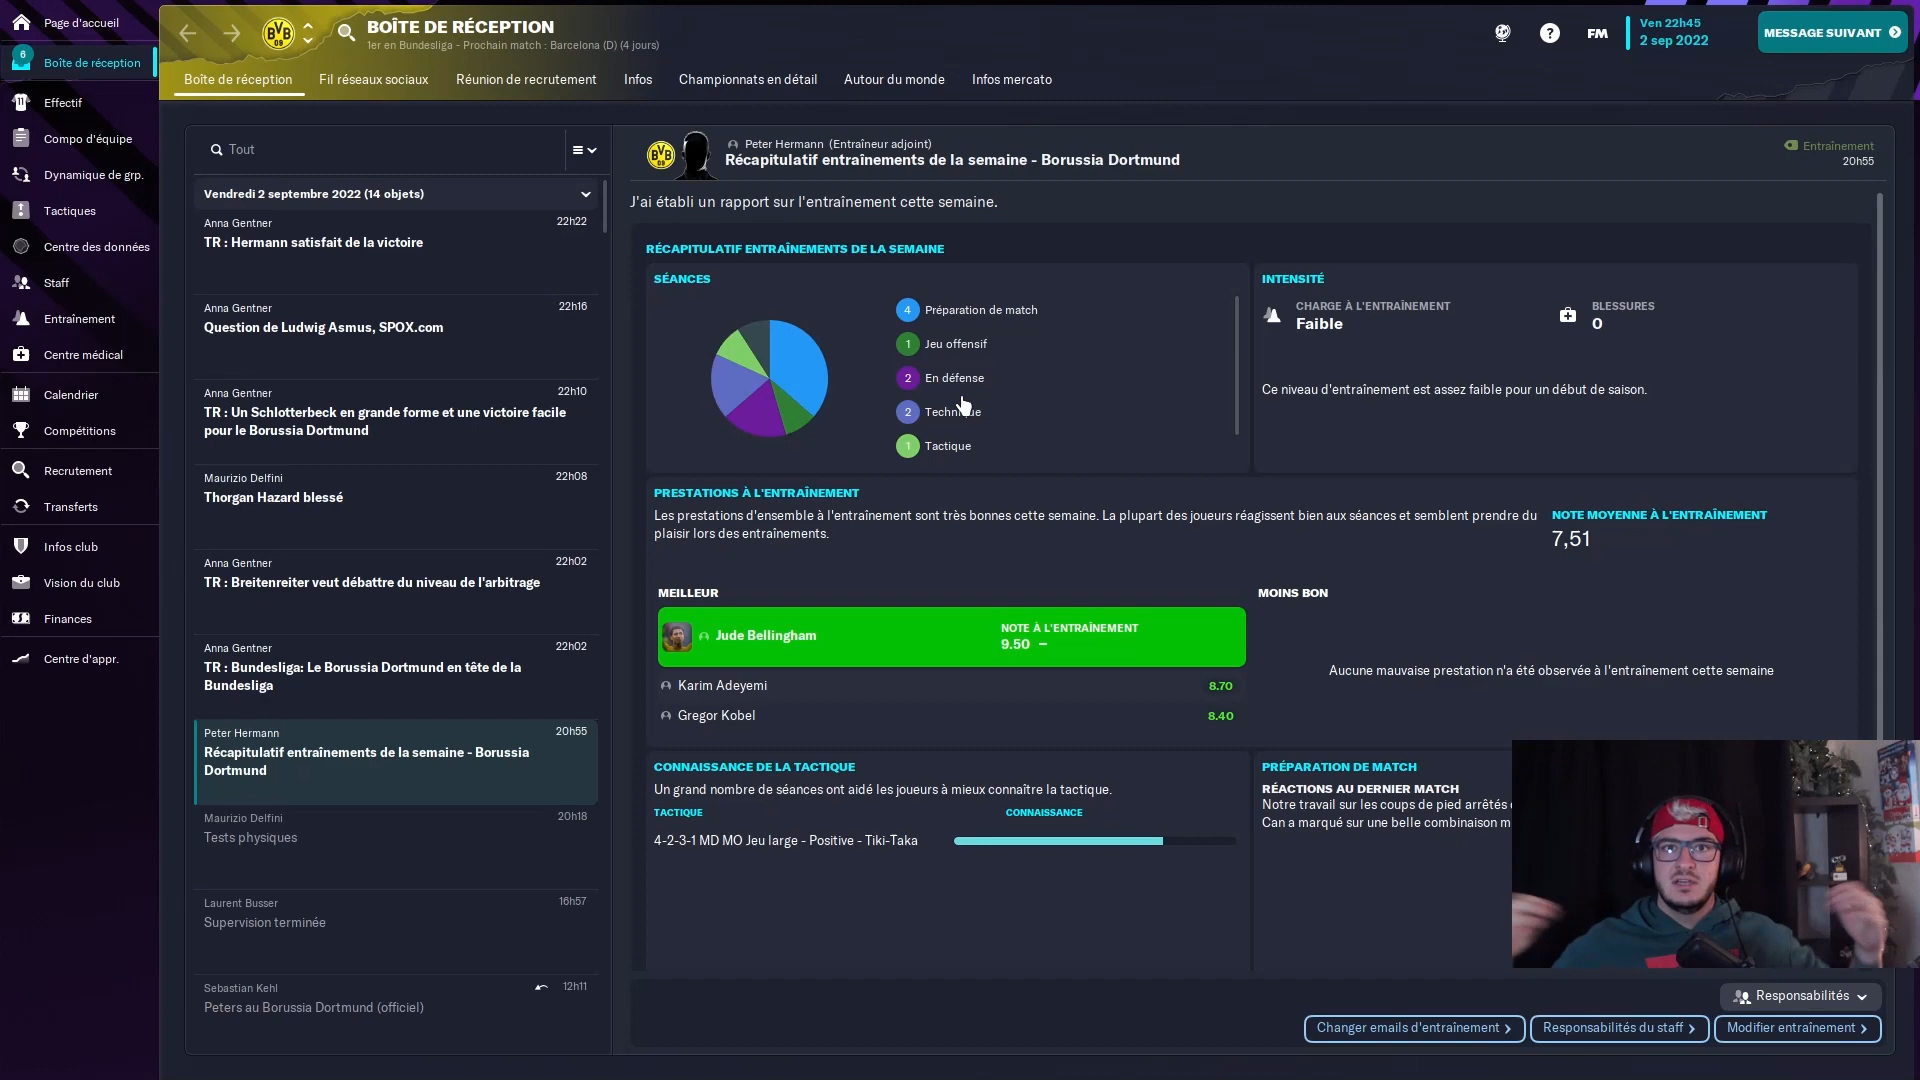 Page d'accueil
6
Boîte de réception
Effectif
Compo d'équipe
Dynamique de grp.
Tactiques
Centre des données
Staff
Entraînement
Centre médical
Calendrier
Compétitions
Recrutement
Transferts
Infos club
Vision du club
Finances
Centre d'appr.
BVB
09
BOÎTE DE RÉCEPTION
1er en Bundesliga - Prochain match : Barcelona (D) (4 jours)
FM
Ven 22h45
2 sep 2022
MESSAGE SUIVANT
Boîte de réception
Fil réseaux sociaux
Réunion de recrutement
Infos
Championnats en détail
Autour du monde
Infos mercato
Tout
Vendredi 2 septembre 2022 (14 objets)
Anna Gentner 22h22
TR : Hermann satisfait de la victoire
Anna Gentner 22h16
Question de Ludwig Asmus, SPOX.com
Anna Gentner 22h10
TR : Un Schlotterbeck en grande forme et une victoire facile
pour le Borussia Dortmund
Maurizio Delfini 22h08
Thorgan Hazard blessé
Anna Gentner 22h02
TR : Breitenreiter veut débattre du niveau de l'arbitrage
Anna Gentner 22h02
TR : Bundesliga: Le Borussia Dortmund en tête de la
Bundesliga
Peter Hermann 20h55
Récapitulatif entraînements de la semaine - Borussia
Dortmund
Maurizio Delfini 20h18
Tests physiques
Laurent Busser 16h57
Supervision terminée
Sebastian Kehl 12h11
Peters au Borussia Dortmund (officiel)
BVB
09
Peter Hermann (Entraîneur adjoint)
Récapitulatif entraînements de la semaine - Borussia Dortmund
Entraînement
20h55
J'ai établi un rapport sur l'entraînement cette semaine.
RÉCAPITULATIF ENTRAÎNEMENTS DE LA SEMAINE
SÉANCES
4 Préparation de match
1 Jeu offensif
2 En défense
2 Technique
1 Tactique
INTENSITÉ
CHARGE À L'ENTRAÎNEMENT
Faible
BLESSURES
0
Ce niveau d'entraînement est assez faible pour un début de saison.
PRESTATIONS À L'ENTRAÎNEMENT
Les prestations d'ensemble à l'entraînement sont très bonnes cette semaine. La plupart des joueurs réagissent bien aux séances et semblent prendre du
plaisir lors des entraînements.
NOTE MOYENNE À L'ENTRAÎNEMENT
7,51
MEILLEUR
Jude Bellingham
NOTE À L'ENTRAÎNEMENT
9.50 –
Karim Adeyemi 8.70
Gregor Kobel 8.40
MOINS BON
Aucune mauvaise prestation n'a été observée à l'entraînement cette semaine
CONNAISSANCE DE LA TACTIQUE
Un grand nombre de séances ont aidé les joueurs à mieux connaître la tactique.
TACTIQUE CONNAISSANCE
4-2-3-1 MD MO Jeu large - Positive - Tiki-Taka
PRÉPARATION DE MATCH
RÉACTIONS AU DERNIER MATCH
Notre travail sur les coups de pied arrêtés
Can a marqué sur une belle combinaison
Responsabilités
Changer emails d'entraînement
Responsabilités du staff
Modifier entraînement